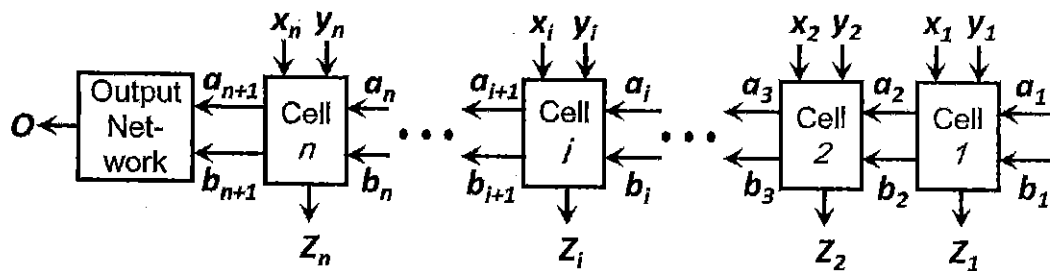 x_n y_n x_i y_i x_2 y_2 x_1 y_1
Output Net- work
O
a_{n+1} Cell n a_n a_{i+1} Cell i a_i a_3 Cell 2 a_2 Cell 1 a_1
b_{n+1} b_n b_{i+1} b_i b_3 b_2 b_1
Z_n Z_i Z_2 Z_1